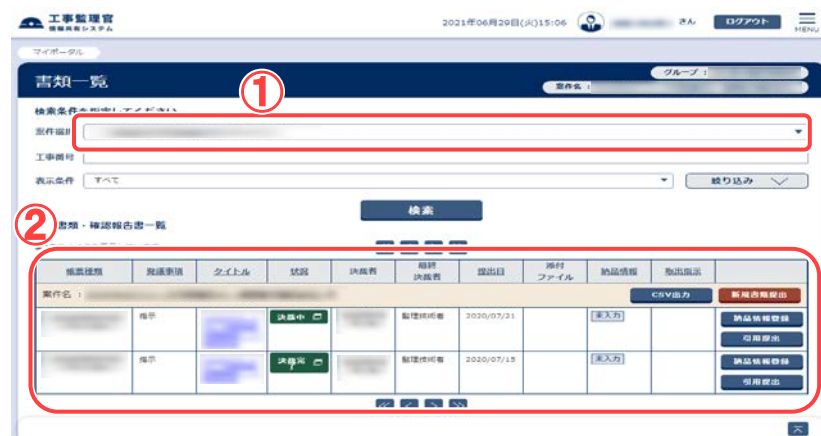 工事監理官
情報共有システム
2021年06月29日(火)15:06
さん
ログアウト
MENU
マイポータル
書類一覧
グループ：
案件名：
①
検索条件を指定してください
案件選択
工事番号
表示条件 すべて 絞り込み
検索
②
書類・確認報告書一覧
帳票種類 発議事項 タイトル 状況 決裁者 最終決裁者 提出日 添付ファイル 納品情報 取出指示
案件名：
CSV出力 新規書類提出
指示 決裁中 監理技術者 2020/07/21 未入力 納品情報登録
引用提出
指示 決裁完了 監理技術者 2020/07/15 未入力 納品情報登録
引用提出